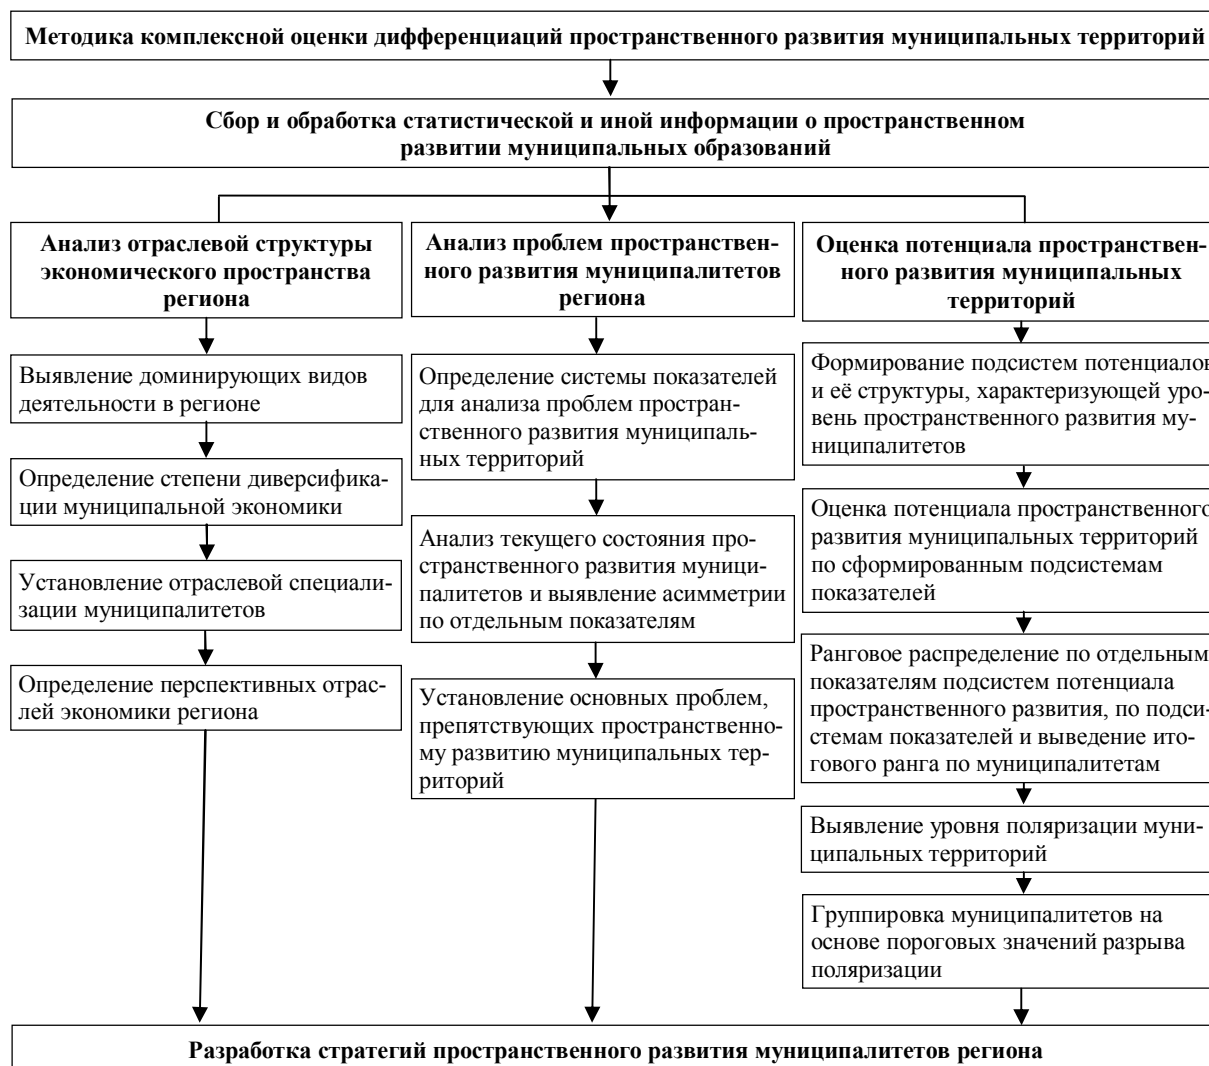 Методика комплексной оценки дифференциаций пространственного развития муниципальных территорий
Сбор и обработка статистической и иной информации о пространственном
развитии муниципальных образований
Анализ отраслевой структуры
экономического пространства
региона
Выявление доминирующих видов
деятельности в регионе
Определение степени диверсифика-
ции муниципальной экономики
Установление отраслевой специали-
зации муниципалитетов
Определение перспективных отрас-
лей экономики региона
Анализ проблем пространствен-
ного развития муниципалитетов
региона
Определение системы показателей
для анализа проблем простран-
ственного развития муниципаль-
ных территорий
Анализ текущего состояния про-
странственного развития муници-
палитетов и выявление асимметрии
по отдельным показателям
Установление основных проблем,
препятствующих пространственно-
му развитию муниципальных тер-
риторий
Оценка потенциала пространствен-
ного развития муниципальных
территорий
Формирование подсистем потенциалов
и её структуры, характеризующей уро-
вень пространственного развития му-
ниципалитетов
Оценка потенциала пространственного
развития муниципальных территорий
по сформированным подсистемам
показателей
Ранговое распределение по отдельным
показателям подсистем потенциала
пространственного развития, по подси-
стемам показателей и выведение ито-
гового ранга по муниципалитетам
Выявление уровня поляризации муни-
ципальных территорий
Группировка муниципалитетов на
основе пороговых значений разрыва
поляризации
Разработка стратегий пространственного развития муниципалитетов региона